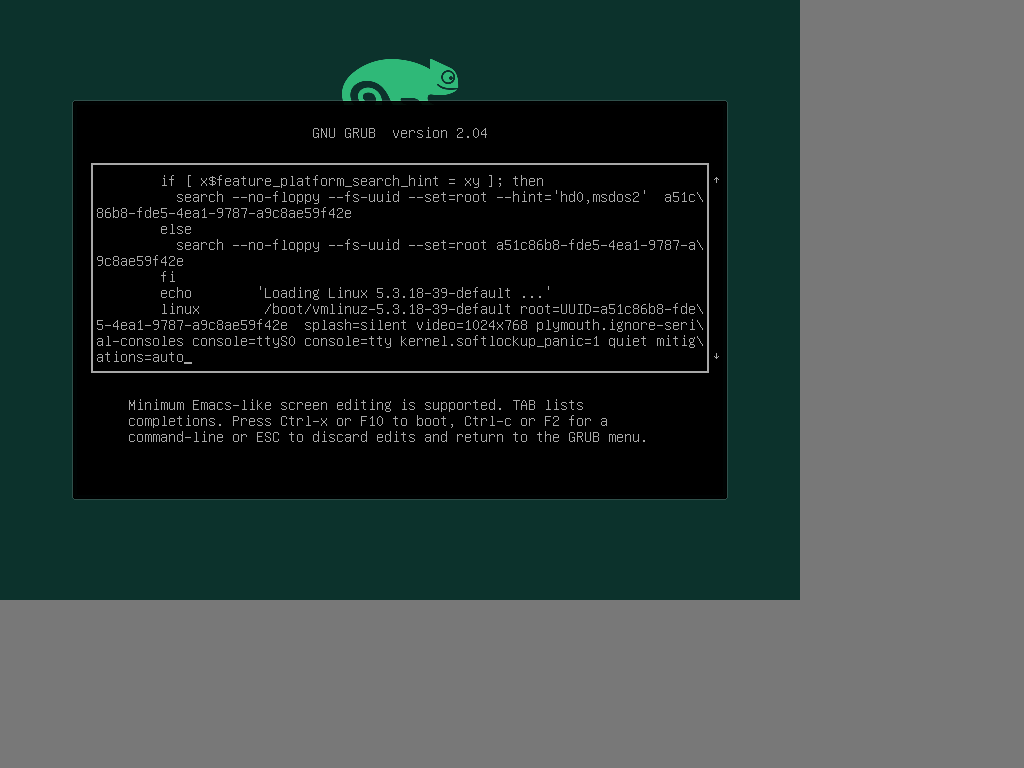 GNU GRUB  version 2.04
        if [ x$feature_platform_search_hint = xy ]; then
          search --no-floppy --fs-uuid --set=root --hint='hd0,msdos2'  a51c\
86b8-fde5-4ea1-9787-a9c8ae59f42e
        else
          search --no-floppy --fs-uuid --set=root a51c86b8-fde5-4ea1-9787-a\
9c8ae59f42e
        fi
        echo        'Loading Linux 5.3.18-39-default ...'
        linux        /boot/vmlinuz-5.3.18-39-default root=UUID=a51c86b8-fde\
5-4ea1-9787-a9c8ae59f42e  splash=silent video=1024x768 plymouth.ignore-seri\
al-consoles console=ttyS0 console=tty kernel.softlockup_panic=1 quiet mitig\
ations=auto_
↑
↓
Minimum Emacs-like screen editing is supported. TAB lists
completions. Press Ctrl-x or F10 to boot, Ctrl-c or F2 for a
command-line or ESC to discard edits and return to the GRUB menu.